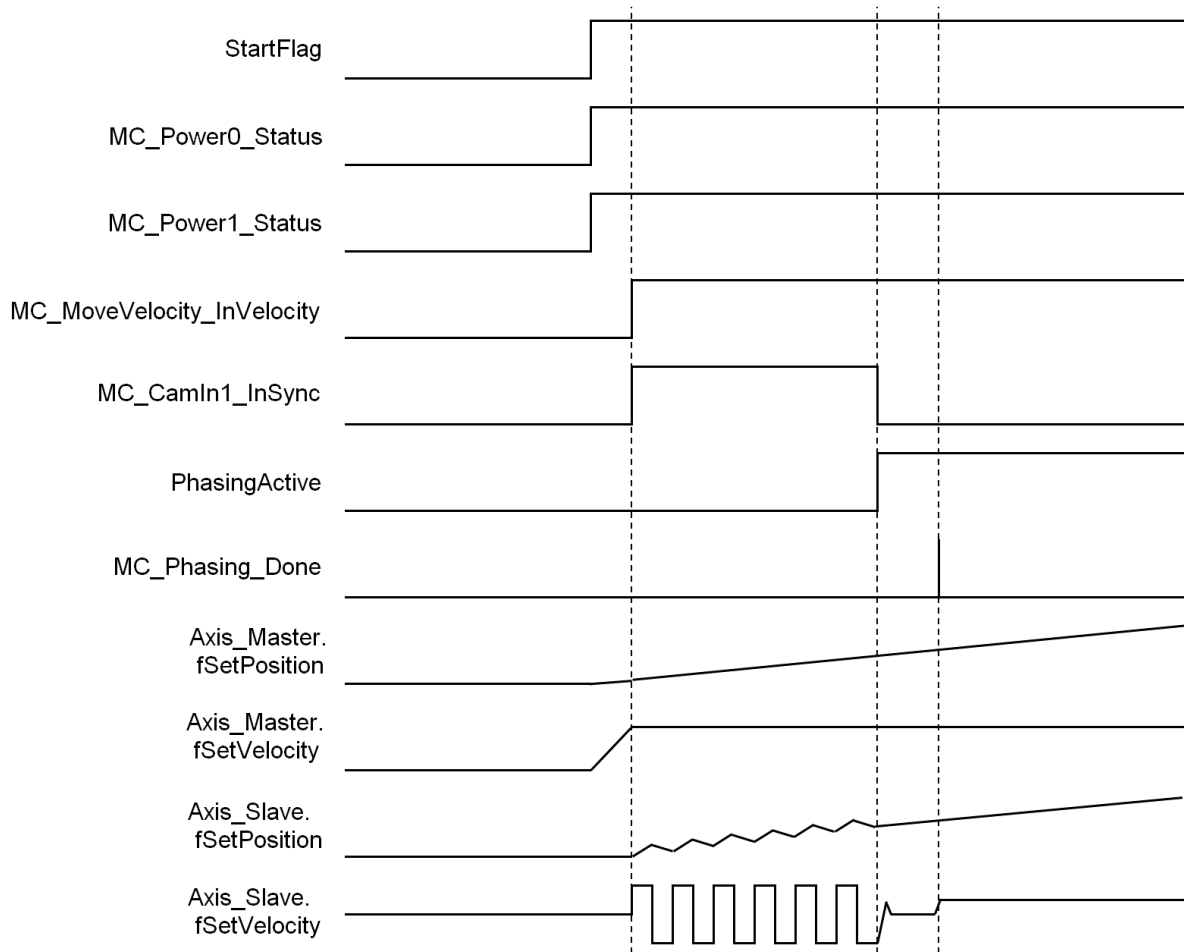 StartFlag
MC_Power0_Status
MC_Power1_Status
MC_MoveVelocity_InVelocity
MC_CamIn1_InSync
PhasingActive
MC_Phasing_Done
Axis_Master.
fSetPosition
Axis_Master.
fSetVelocity
Axis_Slave.
fSetPosition
Axis_Slave.
fSetVelocity